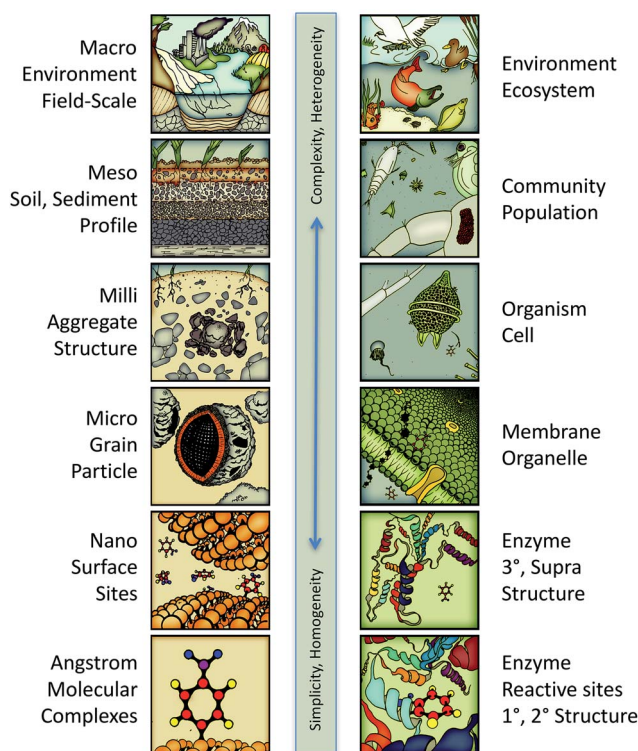 Macro
Environment
Field-Scale
Meso
Soil, Sediment
Profile
Milli
Aggregate
Structure
Micro
Grain
Particle
Nano
Surface
Sites
Angstrom
Molecular
Complexes
Complexity, Heterogeneity
Simplicity, Homogeneity
Environment
Ecosystem
Community
Population
Organism
Cell
Membrane
Organelle
Enzyme
3°, Supra
Structure
Enzyme
Reactive sites
1°, 2° Structure